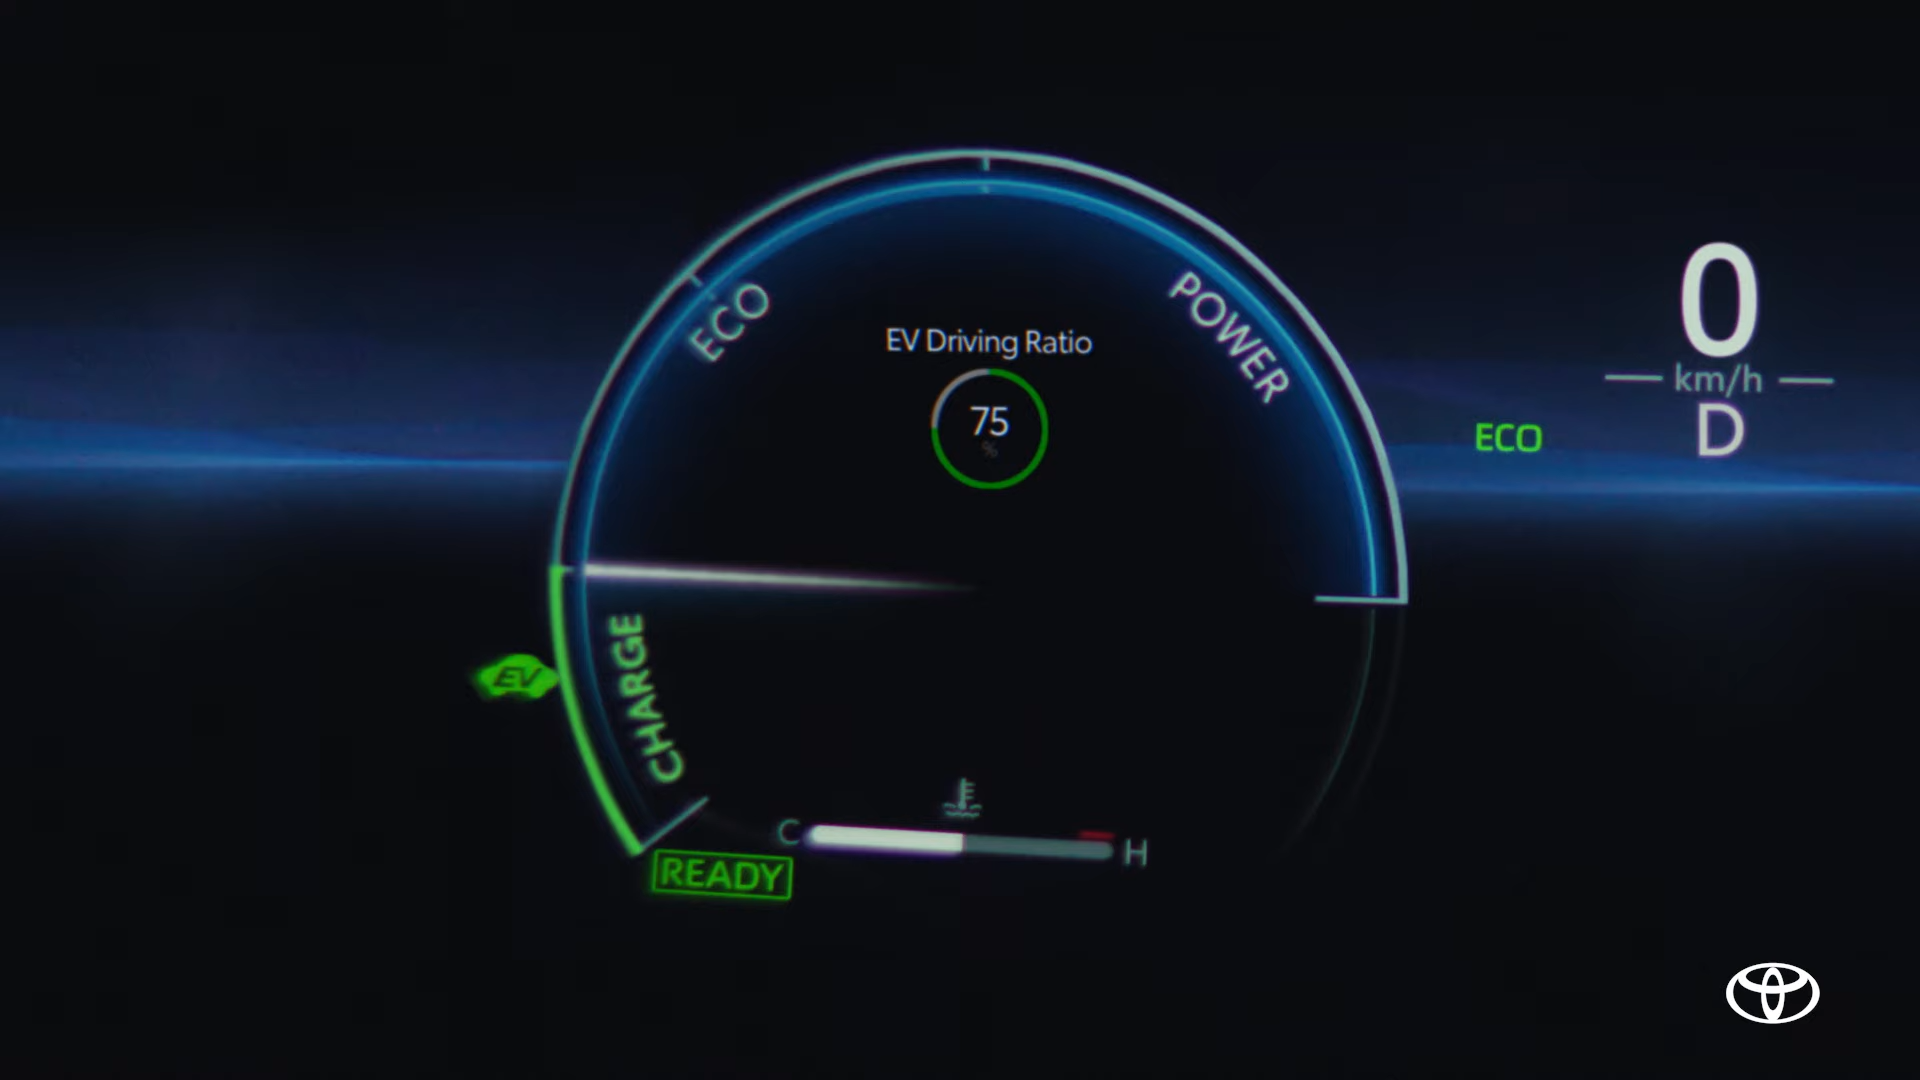 0
km/h
D
ECO
ECO
POWER
EV Driving Ratio
75
%
CHARGE
EV
C
H
READY